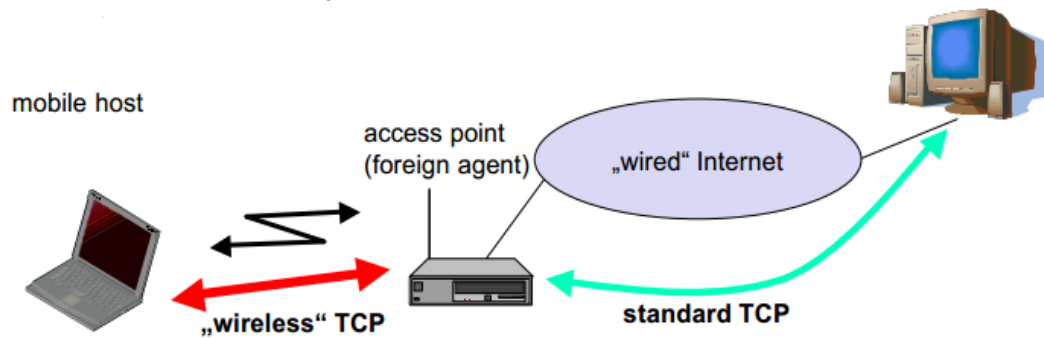 mobile host
access point
(foreign agent)
„wired“ Internet
„wireless“ TCP
standard TCP